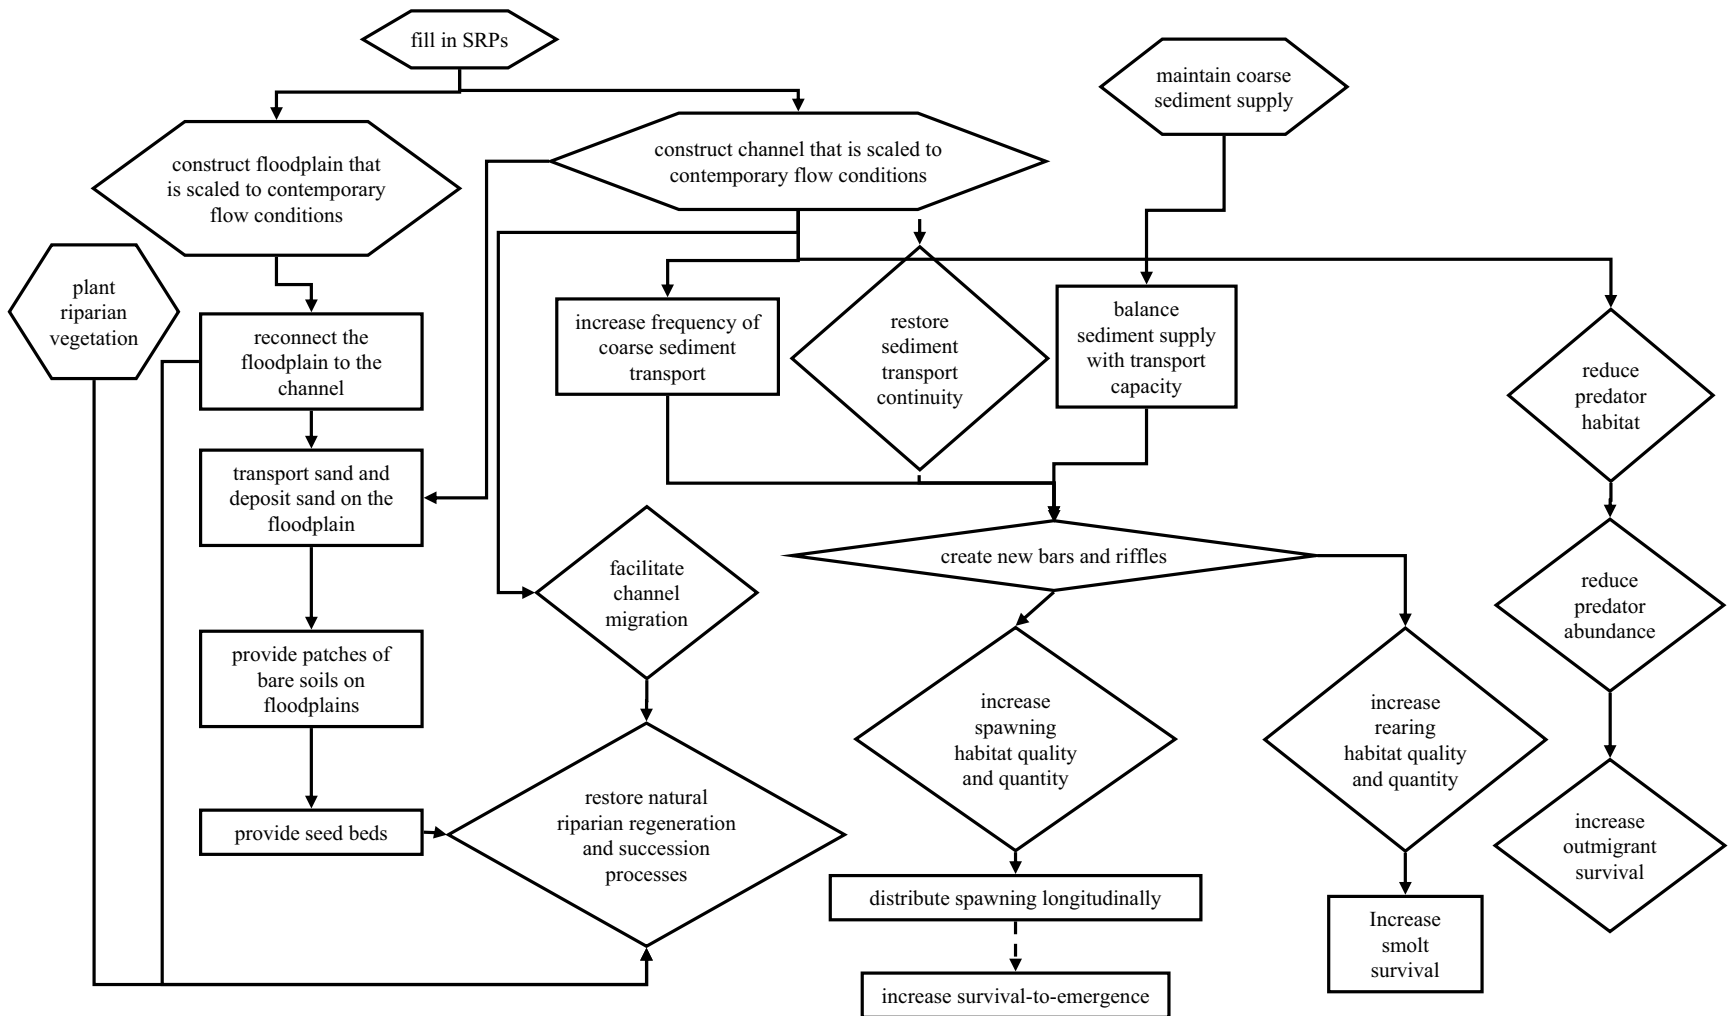 fill in SRPs
maintain coarse
sediment supply
construct floodplain that
is scaled to contemporary
flow conditions
construct channel that is scaled to
contemporary flow conditions
plant
riparian
vegetation
reconnect the
floodplain to the
channel
increase frequency of
coarse sediment
transport
restore
sediment
transport
continuity
balance
sediment supply
with transport
capacity
reduce
predator
habitat
transport sand and
deposit sand on the
floodplain
facilitate
channel
migration
create new bars and riffles
reduce
predator
abundance
provide patches of
bare soils on
floodplains
increase
spawning
habitat quality
and quantity
increase
rearing
habitat quality
and quantity
provide seed beds
restore natural
riparian regeneration
and succession
processes
increase
outmigrant
survival
distribute spawning longitudinally
Increase
smolt
survival
increase survival-to-emergence